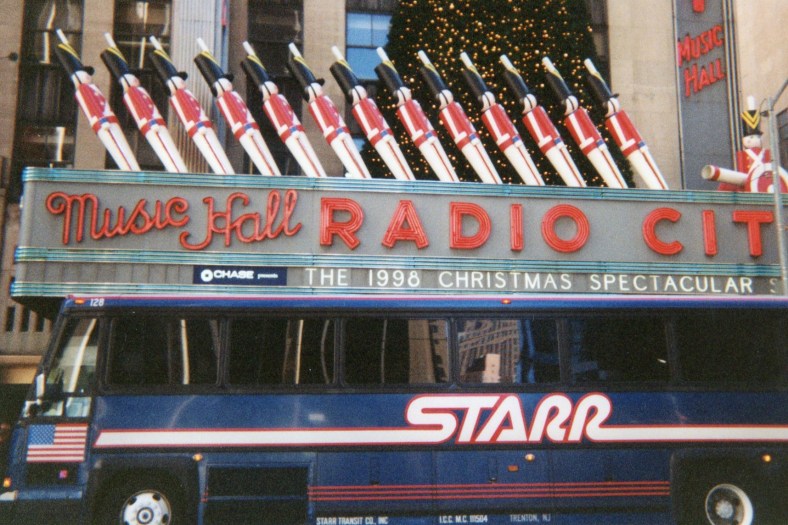 Music
Hall
Music Hall RADIO CIT
CHASE presents THE 1998 CHRISTMAS SPECTACULAR S
128
STARR
STARR TRANSIT CO., INC I.C.C. M.C. 111504 TRENTON, NJ